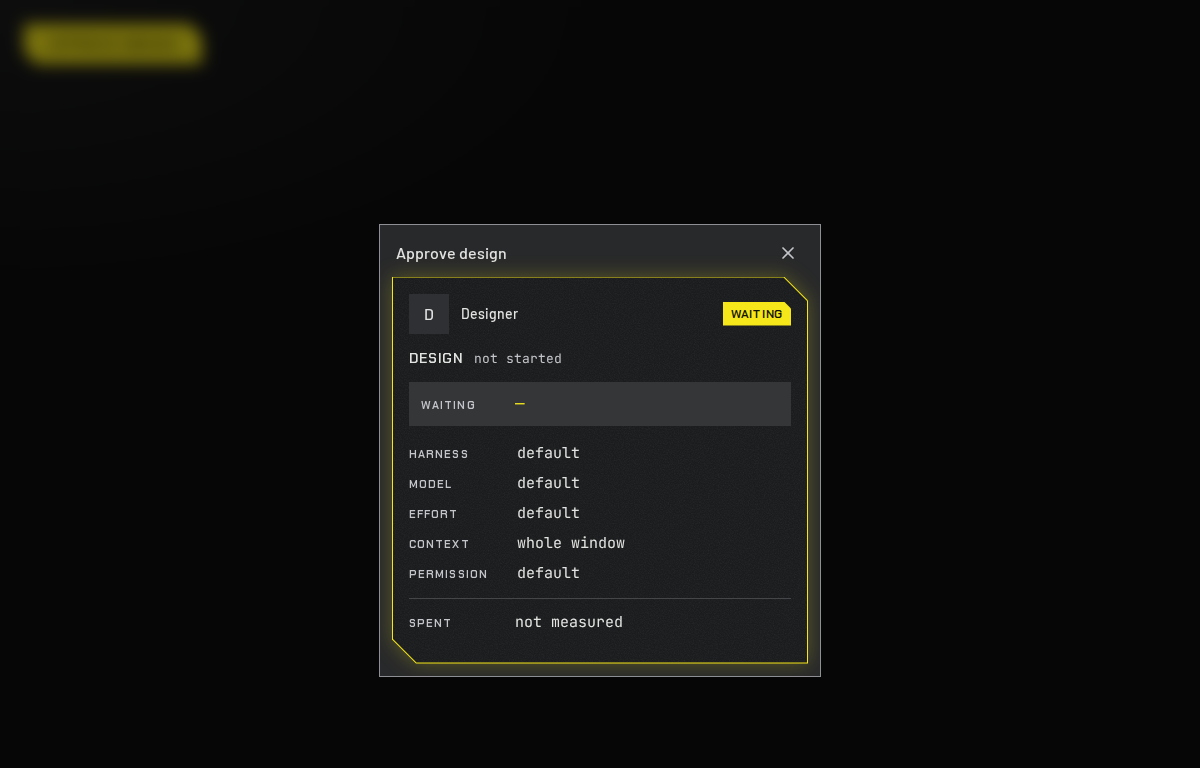 Approve design
D Designer WAITING
DESIGN not started
WAITING —
HARNESS default
MODEL default
EFFORT default
CONTEXT whole window
PERMISSION default
SPENT not measured